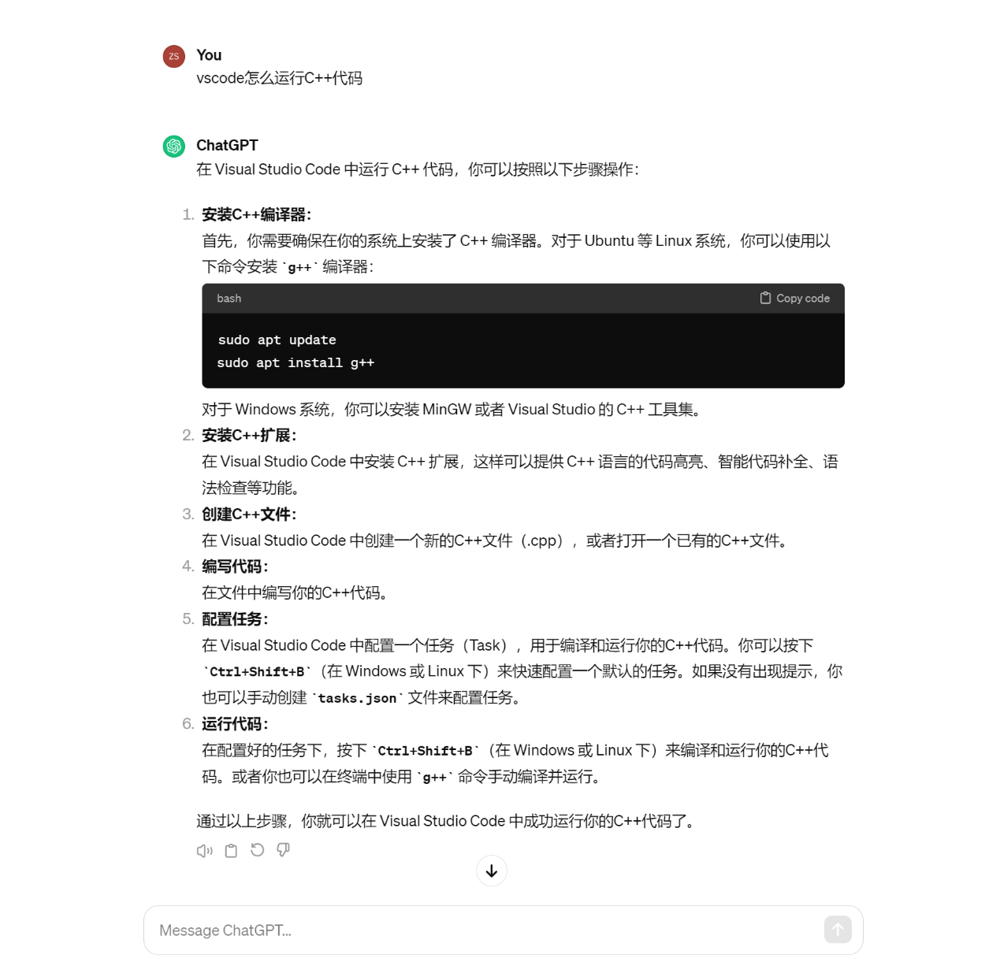 ZS
You
vscode怎么运行C++代码
ChatGPT
在 Visual Studio Code 中运行 C++ 代码，你可以按照以下步骤操作：
1. 安装C++编译器：
首先，你需要确保在你的系统上安装了 C++ 编译器。对于 Ubuntu 等 Linux 系统，你可以使用以
下命令安装 `g++` 编译器：
bash
Copy code
sudo apt update
sudo apt install g++
对于 Windows 系统，你可以安装 MinGW 或者 Visual Studio 的 C++ 工具集。
2. 安装C++扩展：
在 Visual Studio Code 中安装 C++ 扩展，这样可以提供 C++ 语言的代码高亮、智能代码补全、语
法检查等功能。
3. 创建C++文件：
在 Visual Studio Code 中创建一个新的C++文件（.cpp），或者打开一个已有的C++文件。
4. 编写代码：
在文件中编写你的C++代码。
5. 配置任务：
在 Visual Studio Code 中配置一个任务（Task），用于编译和运行你的C++代码。你可以按下
`Ctrl+Shift+B`（在 Windows 或 Linux 下）来快速配置一个默认的任务。如果没有出现提示，你
也可以手动创建 `tasks.json` 文件来配置任务。
6. 运行代码：
在配置好的任务下，按下 `Ctrl+Shift+B`（在 Windows 或 Linux 下）来编译和运行你的C++代
码。或者你也可以在终端中使用 `g++` 命令手动编译并运行。
通过以上步骤，你就可以在 Visual Studio Code 中成功运行你的C++代码了。
Message ChatGPT...